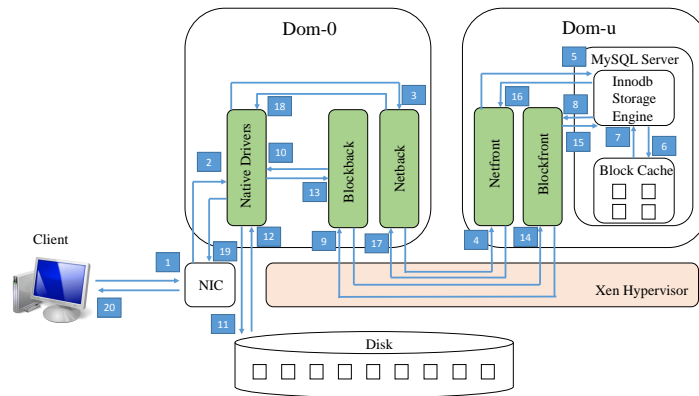 Dom-0
Dom-u
5
MySQL Server
3
16
Innodb
Storage
Engine
18
8
2
10
Native Drivers
Blockback
Netback
Netfront
Blockfront
15
7
6
13
Block Cache
12
9
17
4
14
Client
1
19
NIC
Xen Hypervisor
20
11
Disk